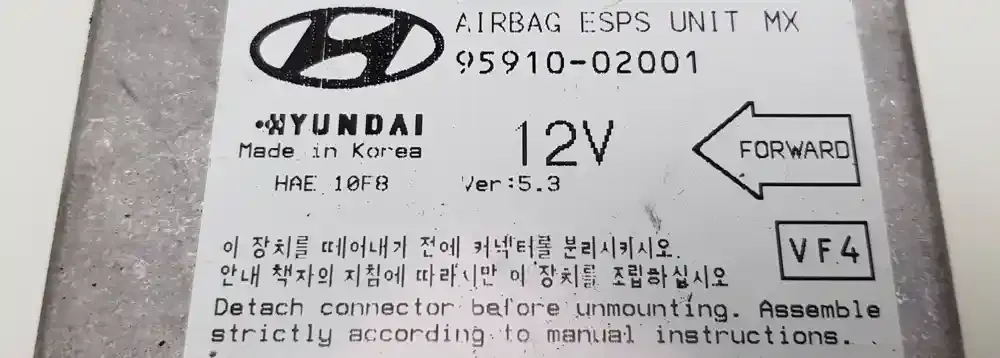 AIRBAG ESPS UNIT MX
95910-02001
HYUNDAI
Made in Korea
12V
FORWARD
HAE 10F8
Ver:5.3
이 장치를 떼어내기 전에 커넥터를 분리시키시오.
안내 책자의 지침에 따라서만 이 장치를 조립하십시오
VF4
Detach connector before unmounting. Assemble
strictly according to manual instructions.